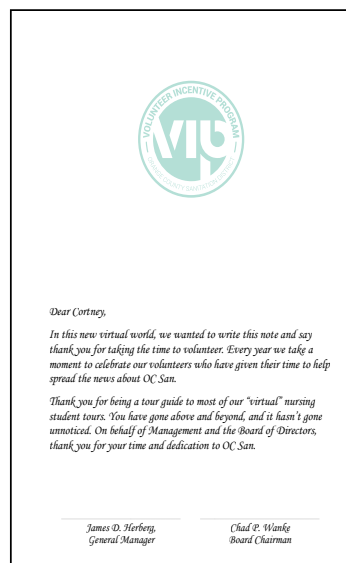 VOLUNTEER INCENTIVE PROGRAM
VIP
ORANGE COUNTY SANITATION DISTRICT
Dear Cortney,
In this new virtual world, we wanted to write this note and say
thank you for taking the time to volunteer. Every year we take a
moment to celebrate our volunteers who have given their time to help
spread the news about OC San.
Thank you for being a tour guide to most of our “virtual” nursing
student tours. You have gone above and beyond, and it hasn’t gone
unnoticed. On behalf of Management and the Board of Directors,
thank you for your time and dedication to OC San.
James D. Herberg,
General Manager
Chad P. Wanke
Board Chairman